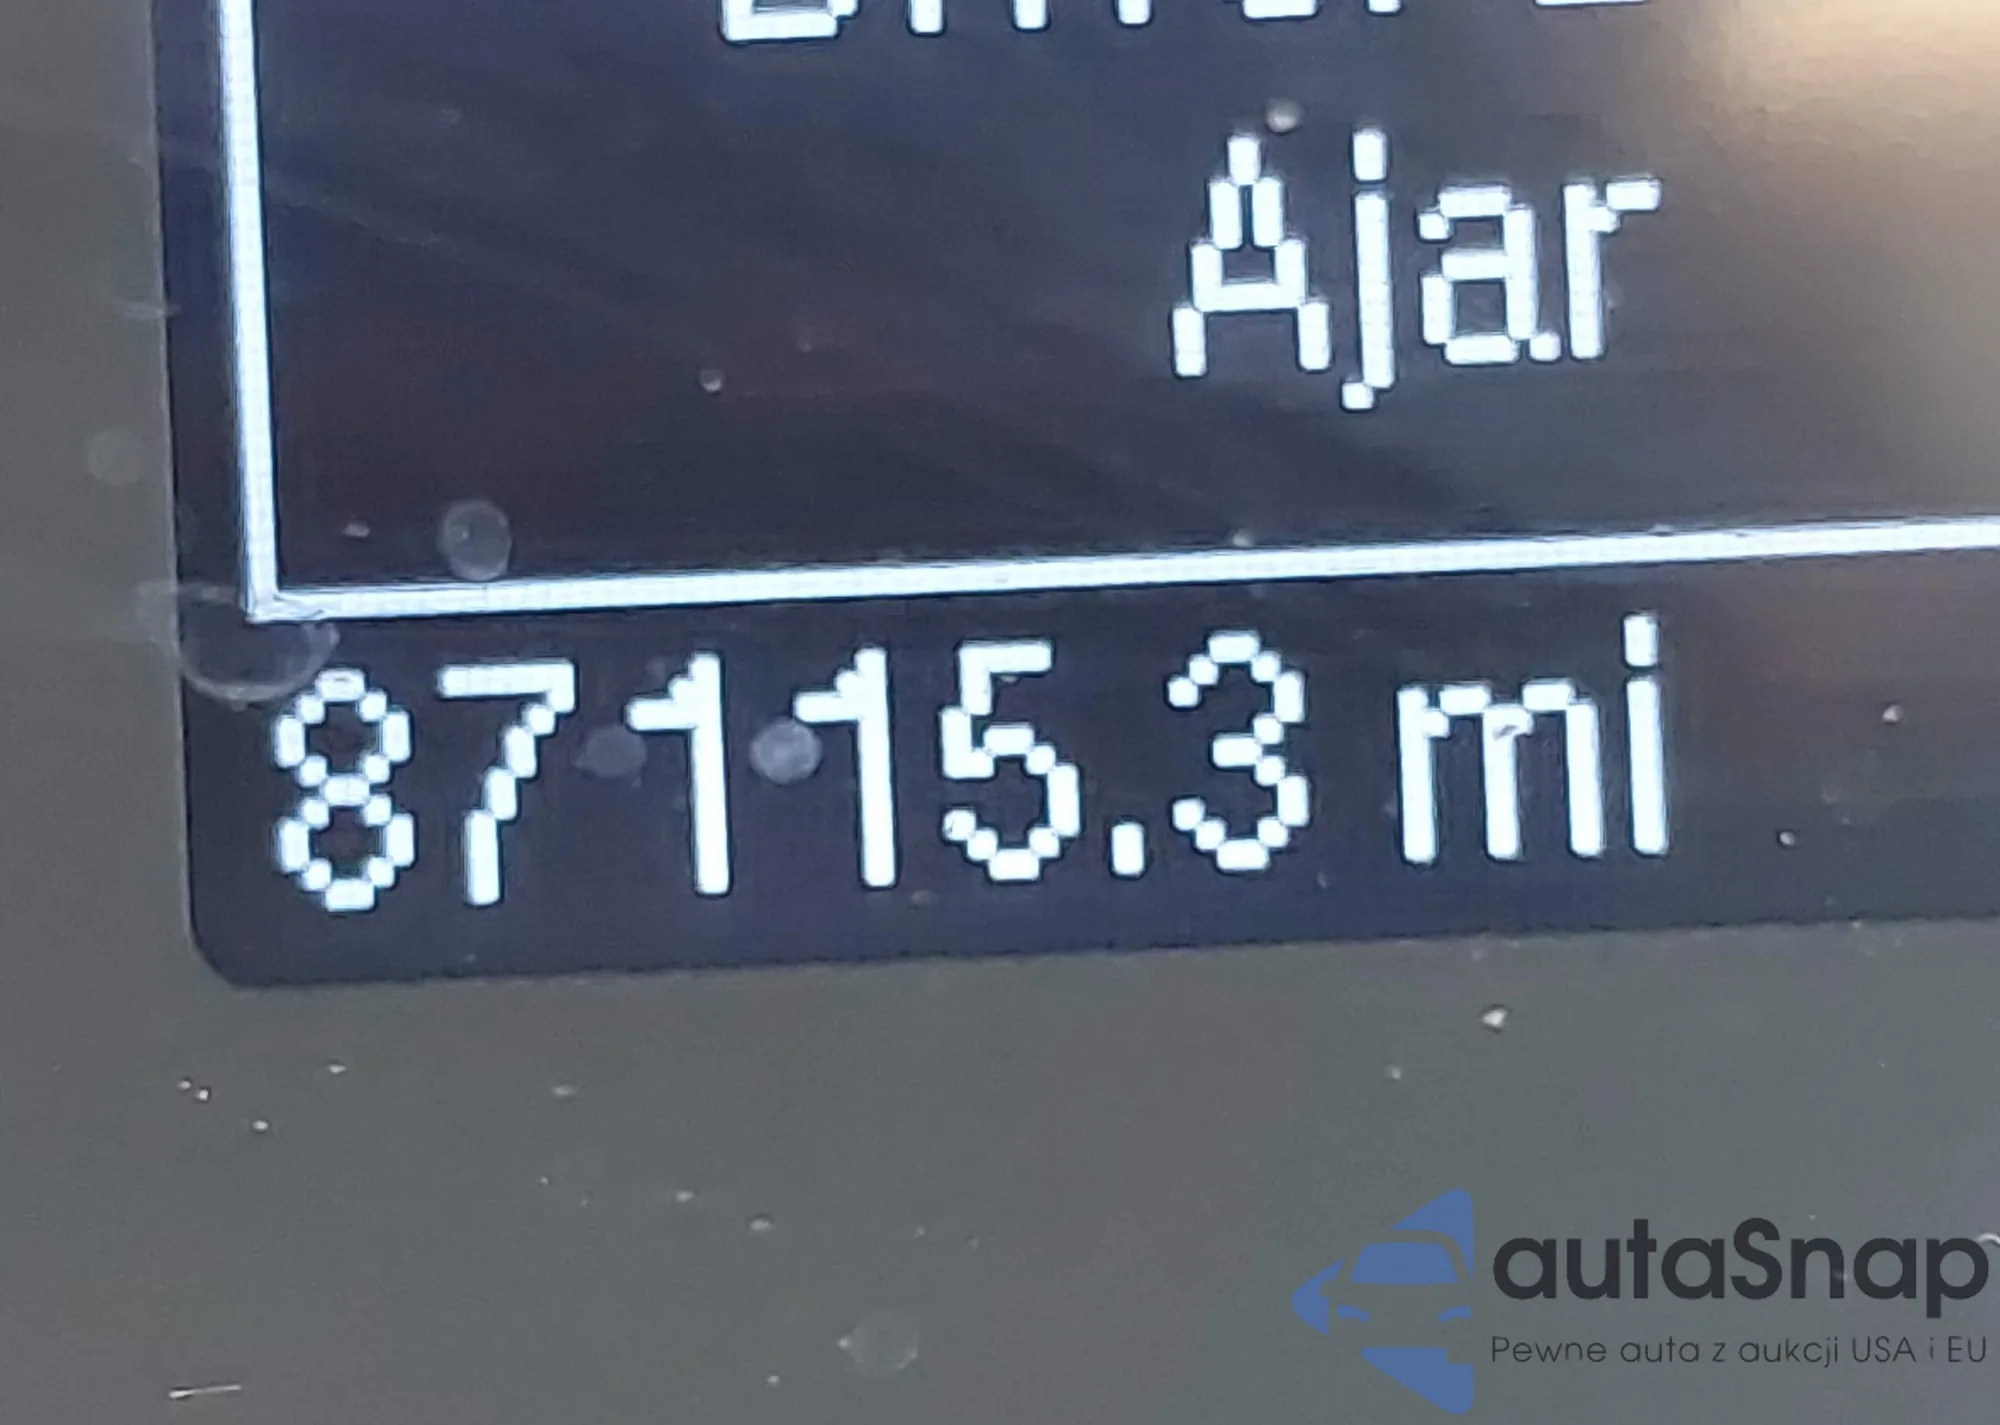 Ajar
87115.3 mi
autaSnap
Pewne auta z aukcji USA i EU